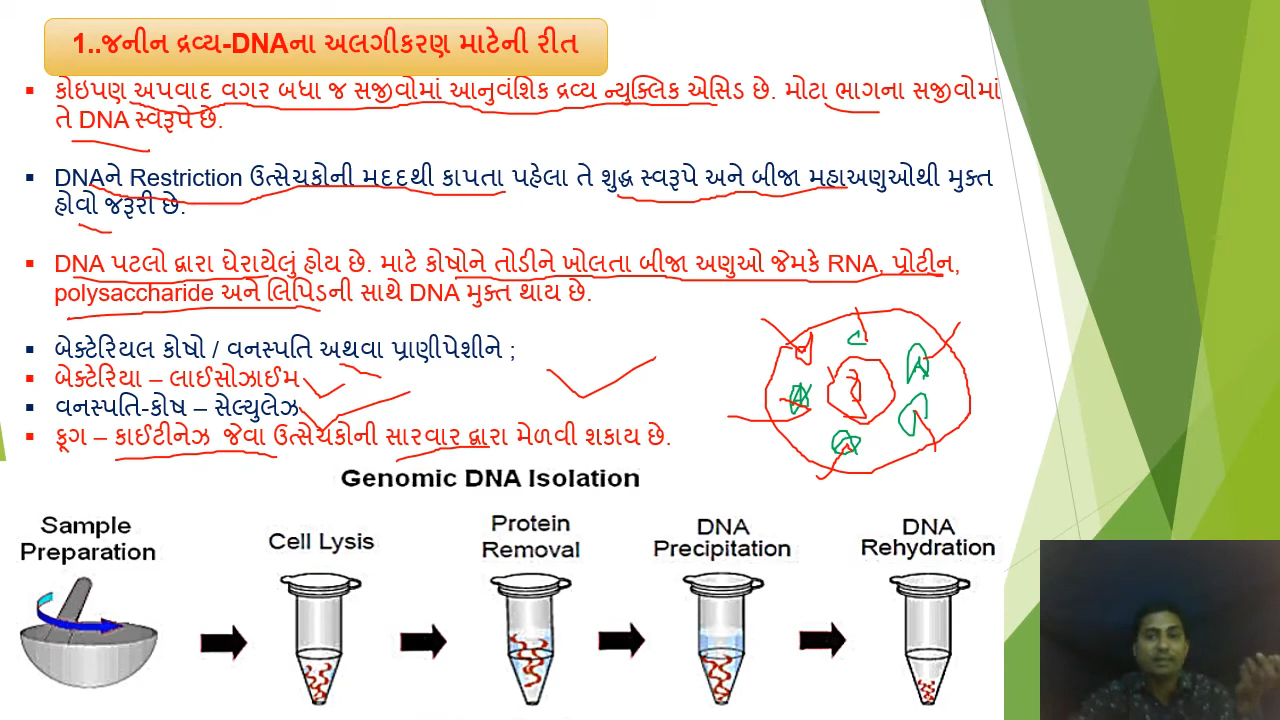 1..જનીન દ્રવ્ય-DNAના અલગીકરણ માટેની રીત
▪ કોઇપણ અપવાદ વગર બધા જ સજીવોમાં આનુવંશિક દ્રવ્ય ન્યુક્લિક એસિડ છે. મોટા ભાગના સજીવોમાં
તે DNA સ્વરૂપે છે.
▪ DNAને Restriction ઉત્સેચકોની મદદથી કાપતા પહેલા તે શુદ્ધ સ્વરૂપે અને બીજા મહાઅણુઓથી મુક્ત
હોવો જરૂરી છે.
▪ DNA પટલો દ્વારા ઘેરાયેલું હોય છે. માટે કોષોને તોડીને ખોલતા બીજા અણુઓ જેમકે RNA, પ્રોટીન,
polysaccharide અને લિપિડની સાથે DNA મુક્ત થાય છે.
▪ બેક્ટેરિયલ કોષો / વનસ્પતિ અથવા પ્રાણીપેશીને ;
▪ બેક્ટેરિયા – લાઈસોઝાઈમ
▪ વનસ્પતિ-કોષ – સેલ્યુલેઝ
▪ ફૂગ – કાઈટીનેઝ જેવા ઉત્સેચકોની સારવાર દ્વારા મેળવી શકાય છે.
Genomic DNA Isolation
Sample
Preparation
Cell Lysis
Protein
Removal
DNA
Precipitation
DNA
Rehydration